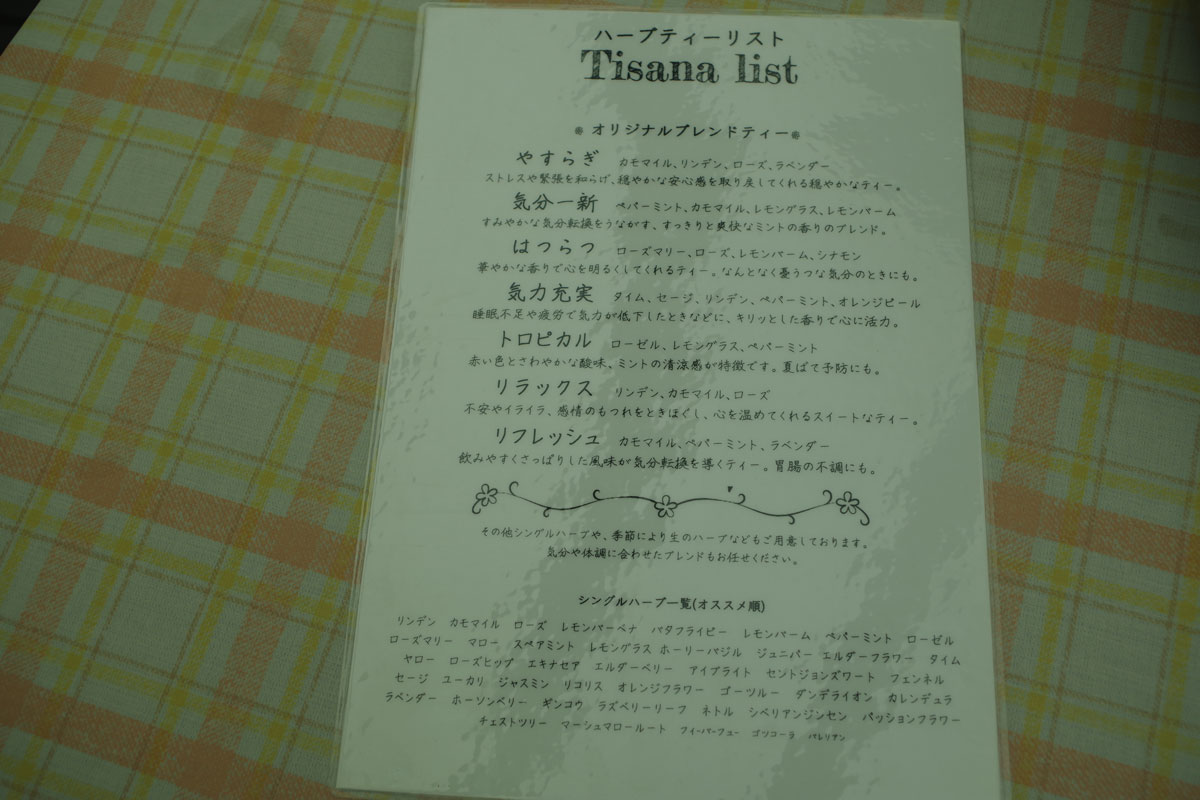 ハーブティーリスト
Tisana list
❁ オリジナルブレンドティー❁
やすらぎ カモマイル、リンデン、ローズ、ラベンダー
ストレスや緊張を和らげ、穏やかな安心感を取り戻してくれる穏やかなティー。
気分一新 ペパーミント、カモマイル、レモングラス、レモンバーム
すみやかな気分転換をうながす、すっきりと爽快なミントの香りのブレンド。
はつらつ ローズマリー、ローズ、レモンバーム、シナモン
華やかな香りで心を明るくしてくれるティー。なんとなく憂うつな気分のときにも。
気力充実 タイム、セージ、リンデン、ペパーミント、オレンジピール
睡眠不足や疲労で気力が低下したときなどに、キリッとした香りで心に活力。
トロピカル ローゼル、レモングラス、ペパーミント
赤い色とさわやかな酸味、ミントの清涼感が特徴です。夏ばて予防にも。
リラックス リンデン、カモマイル、ローズ
不安やイライラ、感情のもつれをときほぐし、心を温めてくれるスイートなティー。
リフレッシュ カモマイル、ペパーミント、ラベンダー
飲みやすくさっぱりした風味が気分転換を導くティー。胃腸の不調にも。
その他シングルハーブや、季節により生のハーブなどもご用意しております。
気分や体調に合わせたブレンドもお任せください。
シングルハーブ一覧(オススメ順)
リンデン カモマイル ローズ レモンバーベナ バタフライピー レモンバーム ペパーミント ローゼル
ローズマリー マロー スペアミント レモングラス ホーリーバジル ジュニパー エルダーフラワー タイム
ヤロー ローズヒップ エキナセア エルダーベリー アイブライト セントジョンズワート フェンネル
セージ ユーカリ ジャスミン リコリス オレンジフラワー ゴーツルー ダンデライオン カレンデュラ
ラベンダー ホーソンベリー ギンコウ ラズベリーリーフ ネトル シベリアンジンセン パッションフラワー
チェストツリー マーシュマロールート フィーバーフュー ゴツコーラ バレリアン